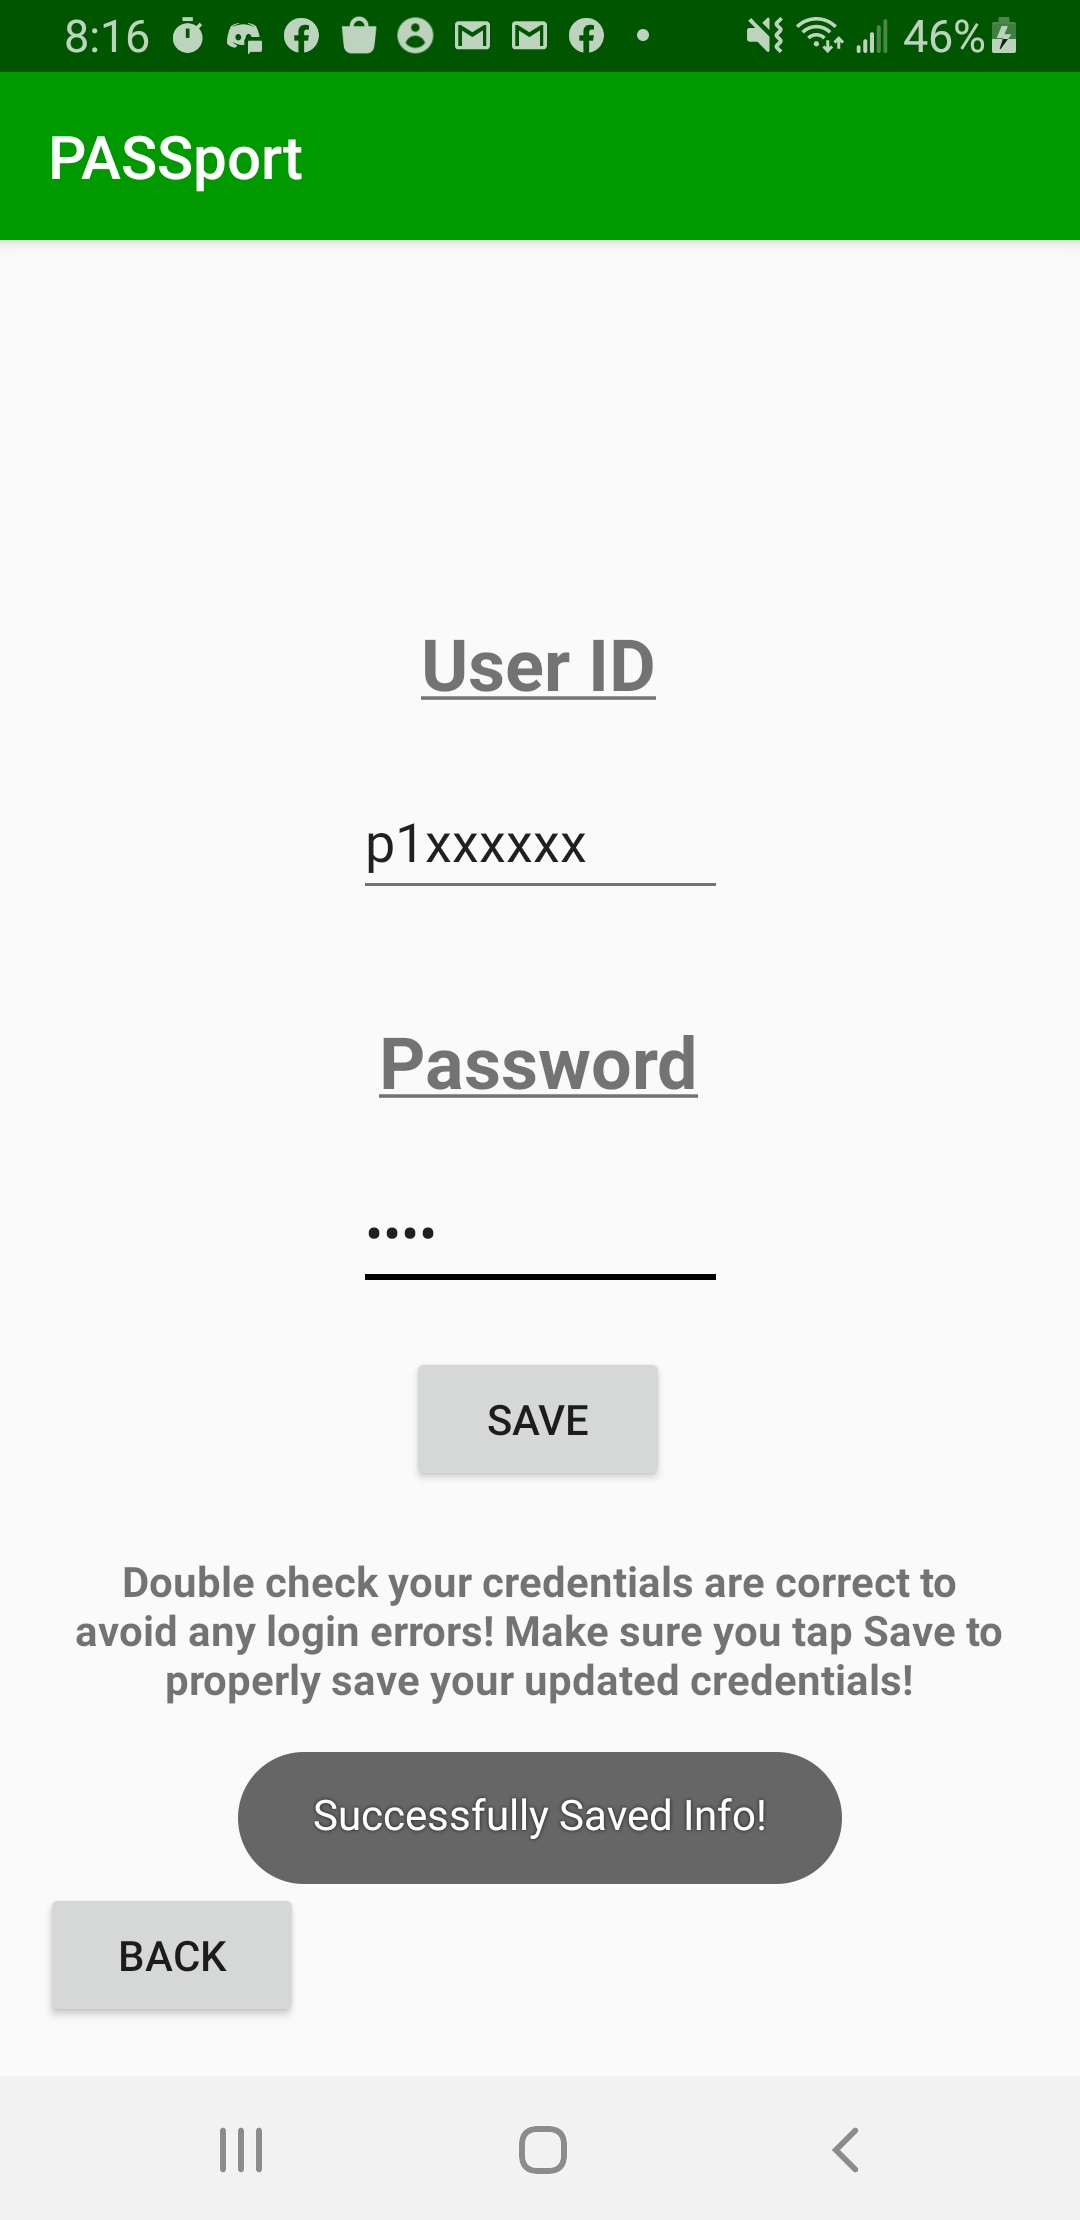 8:16 46%
PASSport
User ID
p1xxxxxx
Password
••••
SAVE
Double check your credentials are correct to
avoid any login errors! Make sure you tap Save to
properly save your updated credentials!
Successfully Saved Info!
BACK